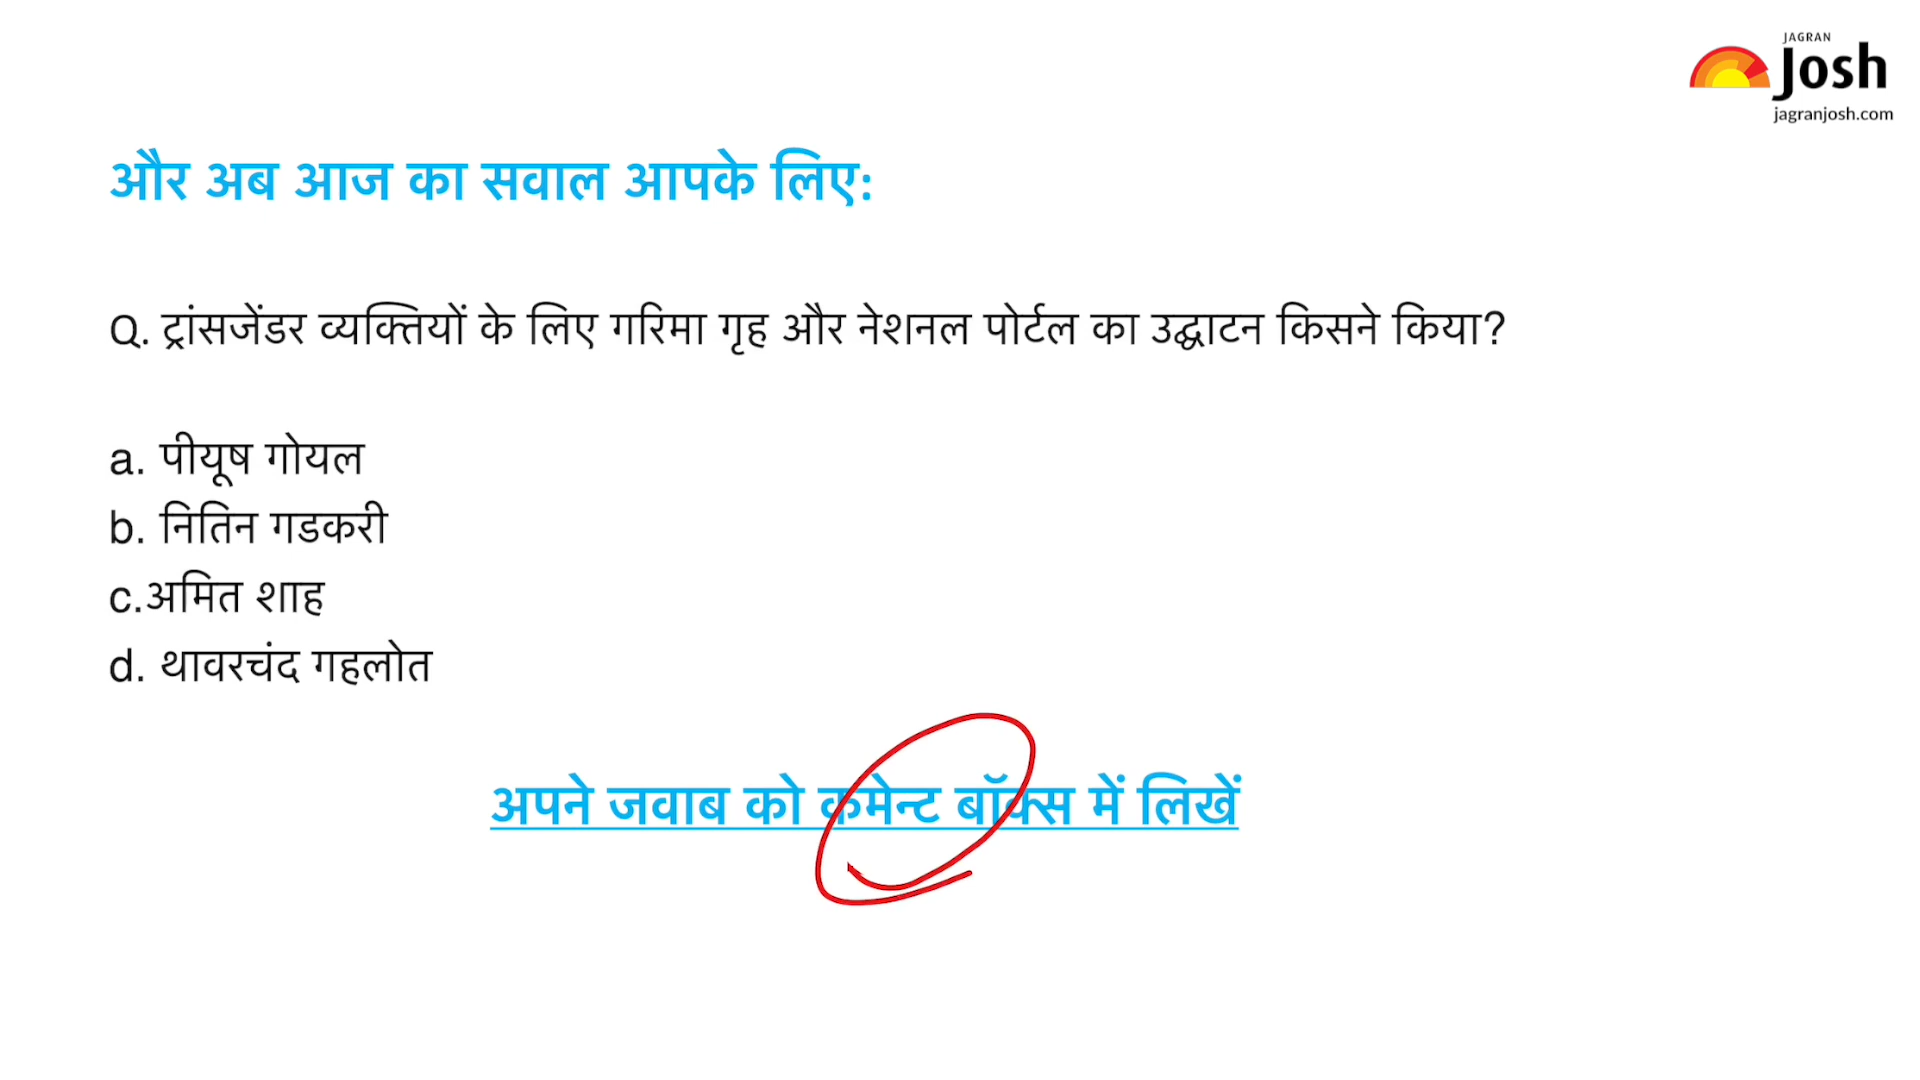 JAGRAN
Josh
jagranjosh.com
और अब आज का सवाल आपके लिए:
Q. ट्रांसजेंडर व्यक्तियों के लिए गरिमा गृह और नेशनल पोर्टल का उद्घाटन किसने किया?
a. पीयूष गोयल
b. नितिन गडकरी
c.अमित शाह
d. थावरचंद गहलोत
अपने जवाब को कमेन्ट बॉक्स में लिखें